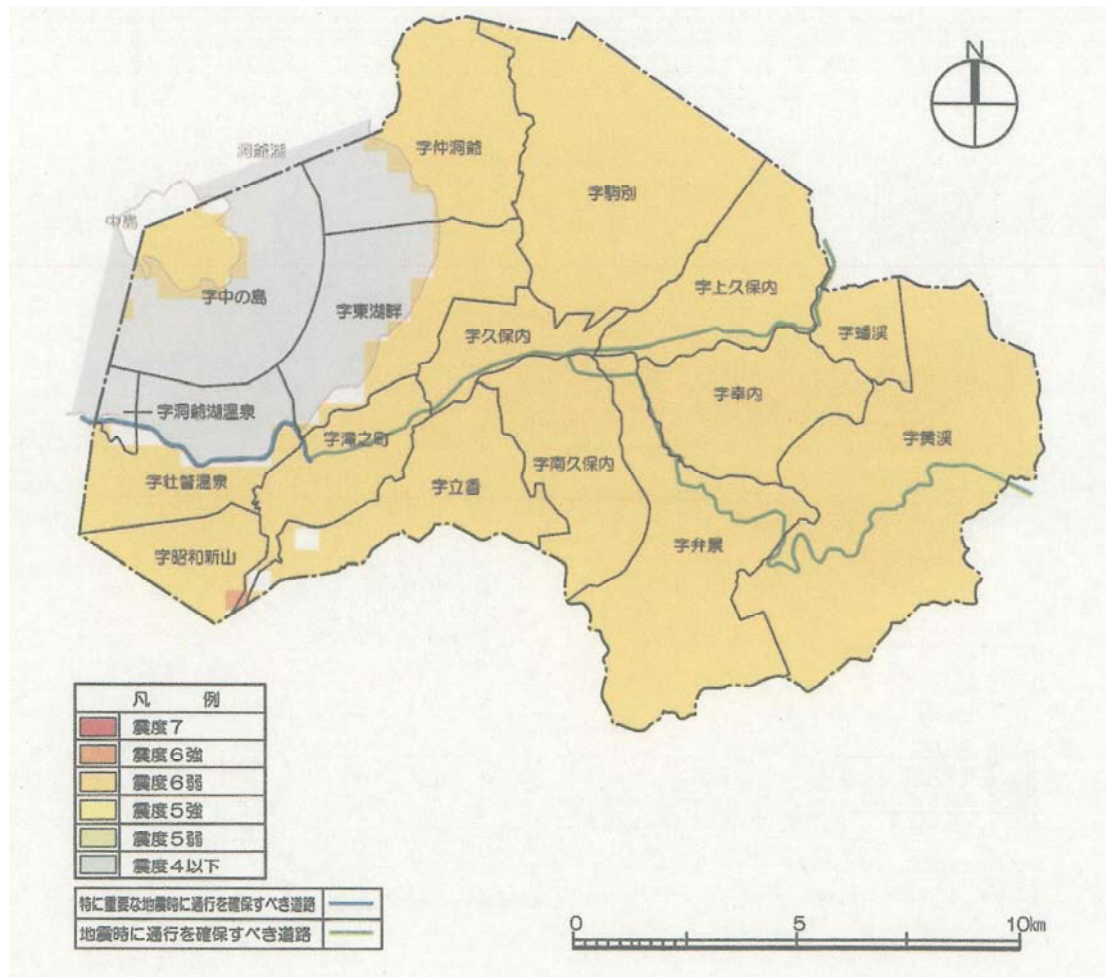 N
洞爺湖
字仲洞爺
字駒別
中島
字中の島
字東湖畔
字上久保内
字久保内
字蟠渓
字幸内
字洞爺湖温泉
字滝之町
字黄渓
字壮瞥温泉
字立香
字南久保内
字弁景
字昭和新山
凡 例
震度7
震度6強
震度6弱
震度5強
震度5弱
震度4以下
特に重要な地震時に通行を確保すべき道路
地震時に通行を確保すべき道路
0 5 10km